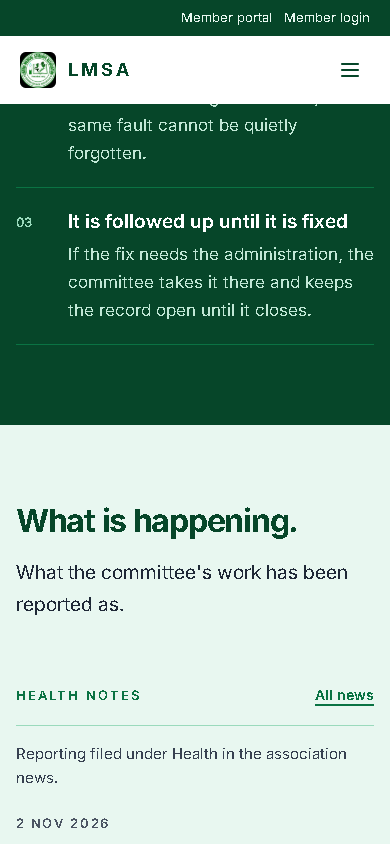 Member portal Member login
LMSA
same fault cannot be quietly
forgotten.
03 It is followed up until it is fixed
If the fix needs the administration, the
committee takes it there and keeps
the record open until it closes.
What is happening.
What the committee's work has been
reported as.
HEALTH NOTES All news
Reporting filed under Health in the association
news.
2 NOV 2026